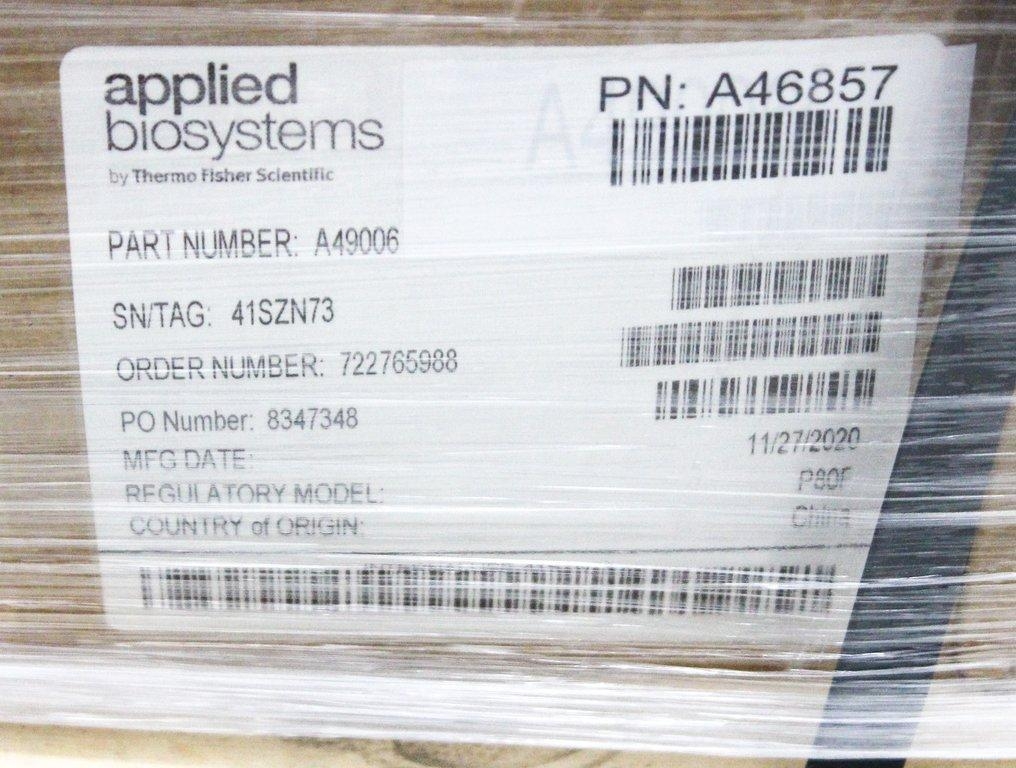 applied
biosystems
by Thermo Fisher Scientific
PN: A46857
PART NUMBER: A49006
SN/TAG: 41SZN73
ORDER NUMBER: 722765988
PO Number: 8347348
MFG DATE: 11/27/2020
REGULATORY MODEL: P80F
COUNTRY of ORIGIN: China